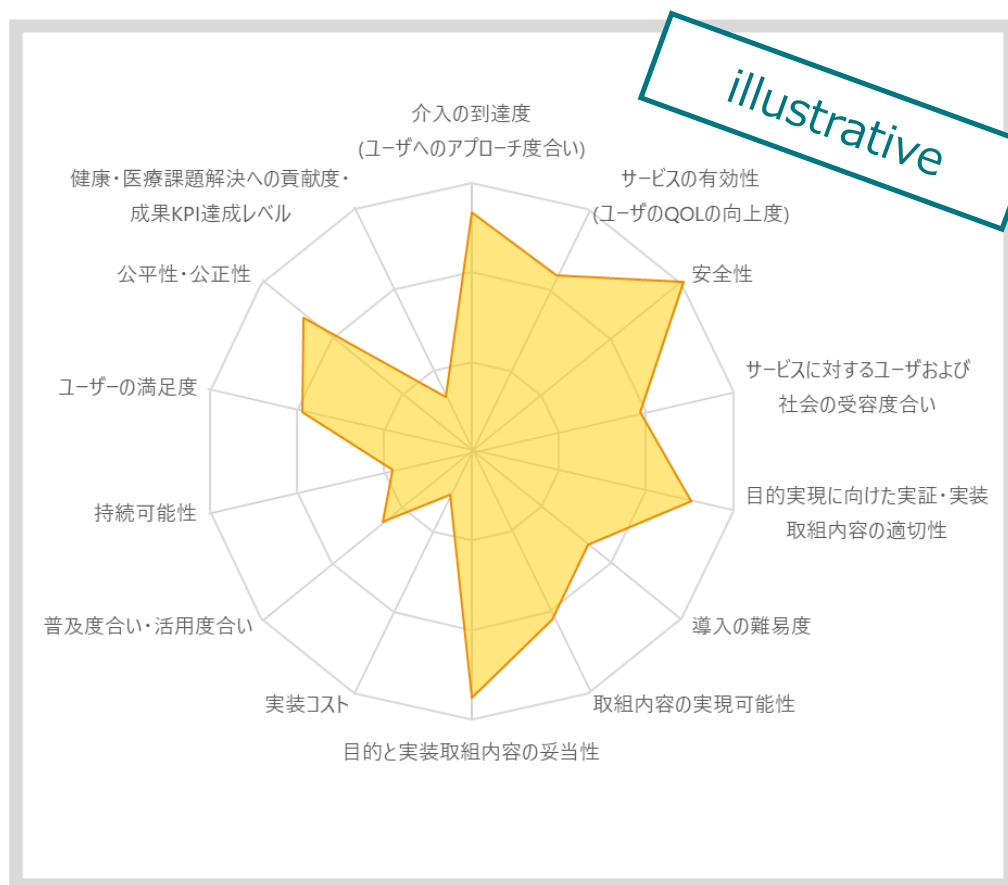 illustrative
介入の到達度
(ユーザへのアプローチ度合い)
サービスの有効性
(ユーザのQOLの向上度)
安全性
サービスに対するユーザおよび
社会の受容度合い
目的実現に向けた実証・実装
取組内容の適切性
導入の難易度
取組内容の実現可能性
目的と実装取組内容の妥当性
実装コスト
普及度合い・活用度合い
持続可能性
ユーザーの満足度
公平性・公正性
健康・医療課題解決への貢献度・
成果KPI達成レベル